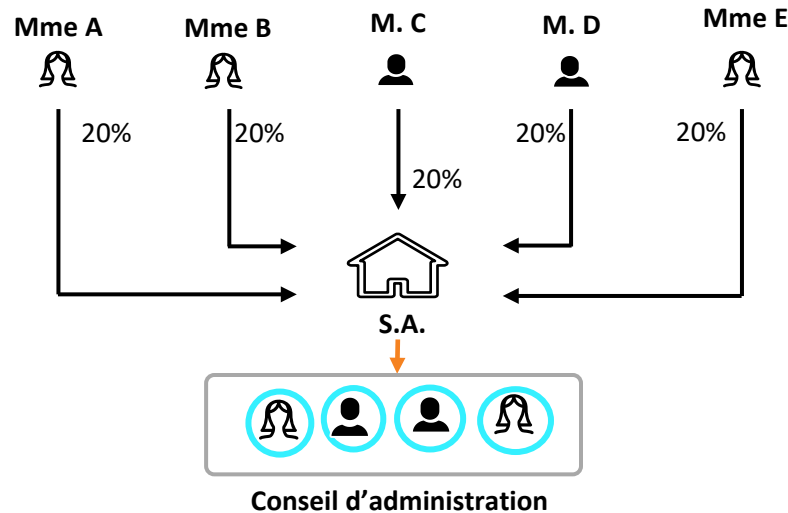 Mme A
Mme B
M. C
M. D
Mme E
20%
20%
20%
20%
20%
S.A.
Conseil d’administration